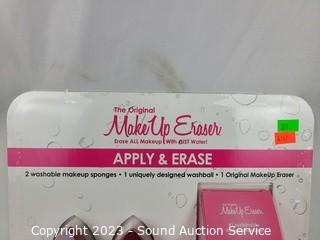 The Original
MakeUp Eraser
Erase ALL Makeup With JUST Water!
APPLY & ERASE
2 washable makeup sponges • 1 uniquely designed washball • 1 Original MakeUp Eraser
MakeUp Eraser
Copyright 2023 - Sound Auction Service